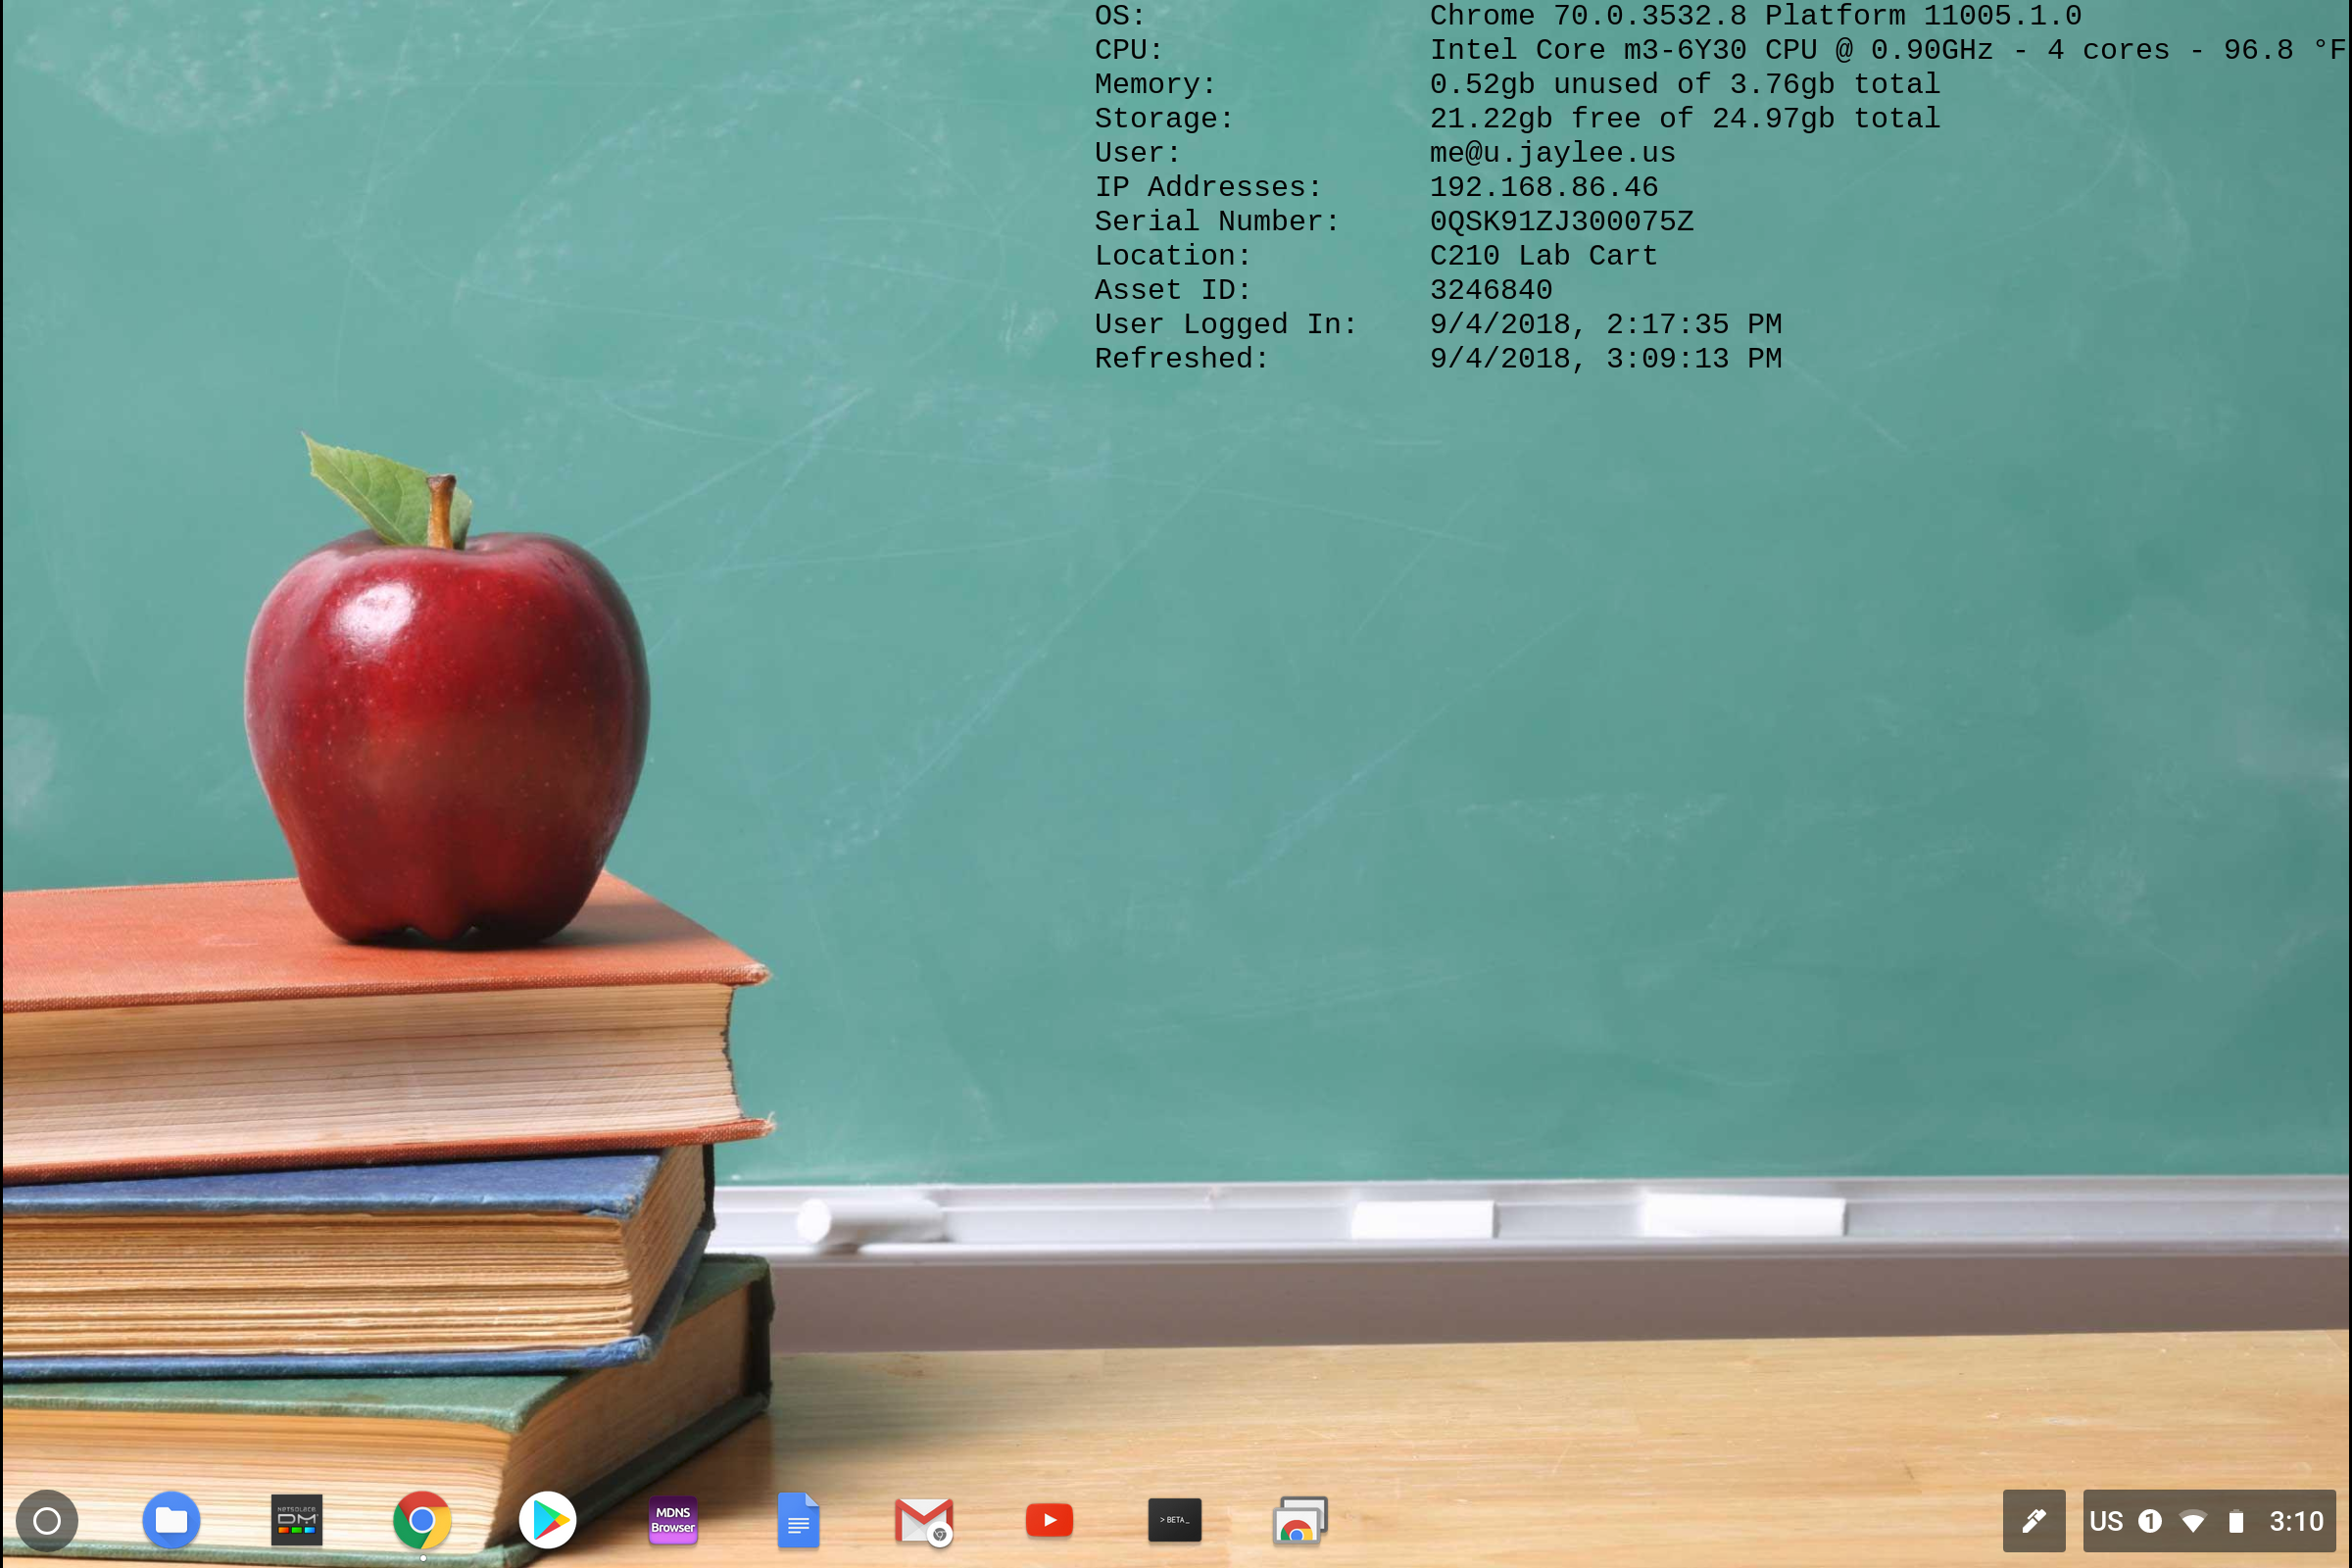 OS: Chrome 70.0.3532.8 Platform 11005.1.0
CPU: Intel Core m3-6Y30 CPU @ 0.90GHz - 4 cores - 96.8 °F
Memory: 0.52gb unused of 3.76gb total
Storage: 21.22gb free of 24.97gb total
User: me@u.jaylee.us
IP Addresses: 192.168.86.46
Serial Number: 0QSK91ZJ300075Z
Location: C210 Lab Cart
Asset ID: 3246840
User Logged In: 9/4/2018, 2:17:35 PM
Refreshed: 9/4/2018, 3:09:13 PM
DM
MDNS
Browser
>BETA_
US 1 3:10